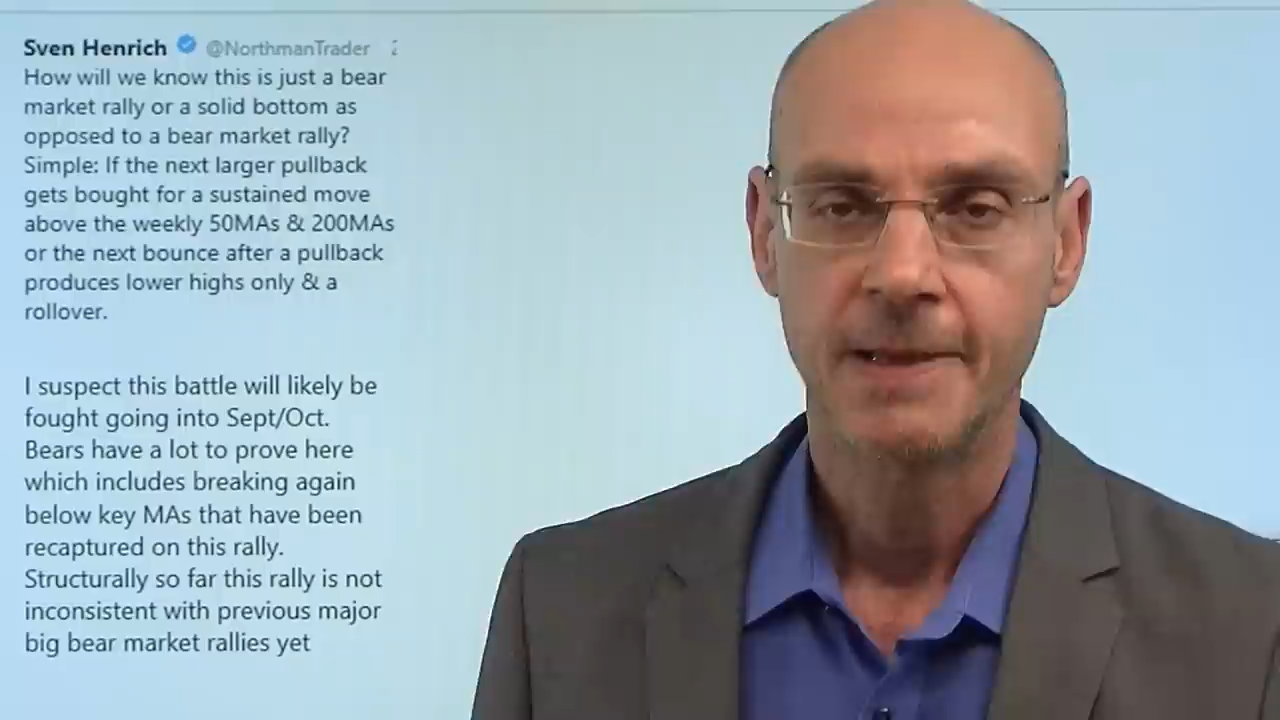 Sven Henrich @NorthmanTrader
How will we know this is just a bear
market rally or a solid bottom as
opposed to a bear market rally?
Simple: If the next larger pullback
gets bought for a sustained move
above the weekly 50MAs & 200MAs
or the next bounce after a pullback
produces lower highs only & a
rollover.
I suspect this battle will likely be
fought going into Sept/Oct.
Bears have a lot to prove here
which includes breaking again
below key MAs that have been
recaptured on this rally.
Structurally so far this rally is not
inconsistent with previous major
big bear market rallies yet